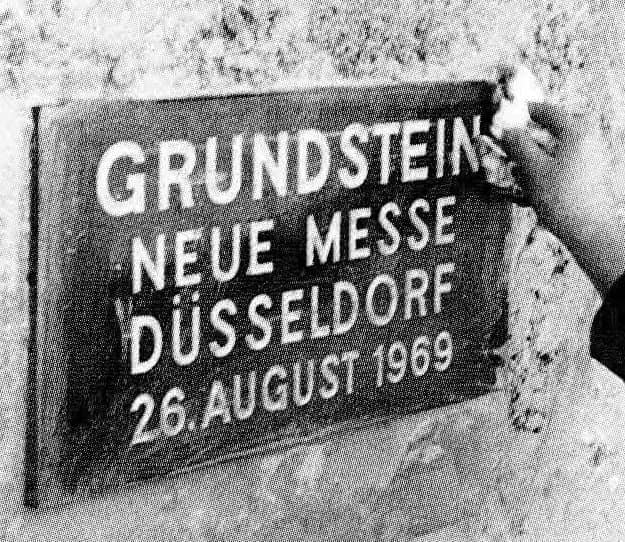 GRUNDSTEIN
NEUE MESSE
DÜSSELDORF
26. AUGUST 1969